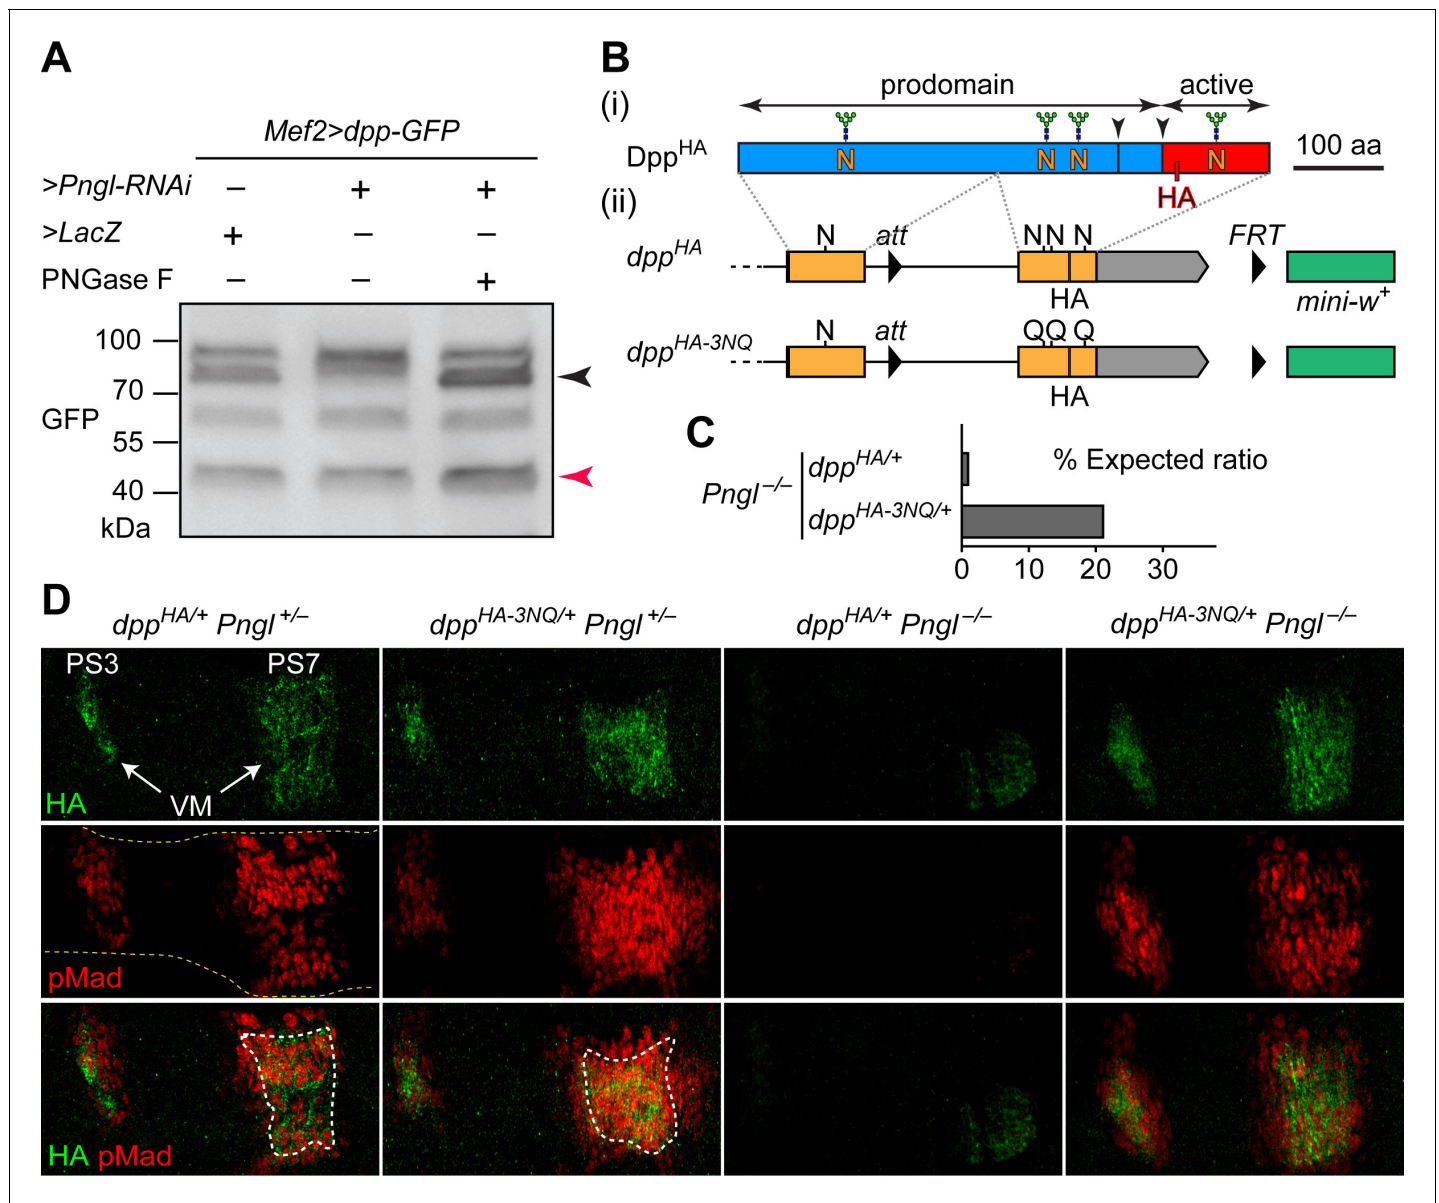 A
Mef2>dpp-GFP
>Pngl-RNAi – + +
>LacZ + – –
PNGase F – – +
100
70
GFP
55
40
kDa
B
(i)
prodomain active
Dpp^HA N N N N 100 aa
HA
(ii)
dpp^HA N att NN N FRT
HA mini-w^+
dpp^HA-3NQ N att QQ Q
HA
C
Pngl^–/–
dpp^HA/+
dpp^HA-3NQ/+
% Expected ratio
0 10 20 30
D
dpp^HA/+ Pngl^+/– dpp^HA-3NQ/+ Pngl^+/– dpp^HA/+ Pngl^–/– dpp^HA-3NQ/+ Pngl^–/–
PS3 PS7
VM
HA
pMad
HA pMad